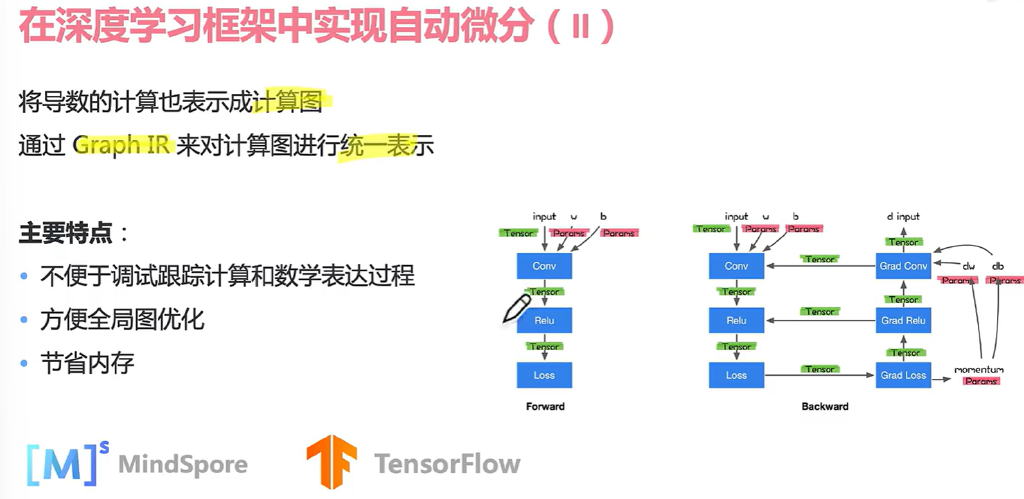 在深度学习框架中实现自动微分（II）
将导数的计算也表示成计算图
通过 Graph IR 来对计算图进行统一表示
主要特点：
不便于调试跟踪计算和数学表达过程
方便全局图优化
节省内存
input w b
Tensor Params Params
Conv
Tensor
Relu
Tensor
Loss
Forward
input w b d input
Tensor Params Params
Tensor
Conv Tensor Grad Conv dw db
Params Params
Tensor Tensor
Relu Tensor Grad Relu
Tensor Tensor
Loss Tensor Grad Loss momentum
Params
Backward
[M]s MindSpore
TensorFlow